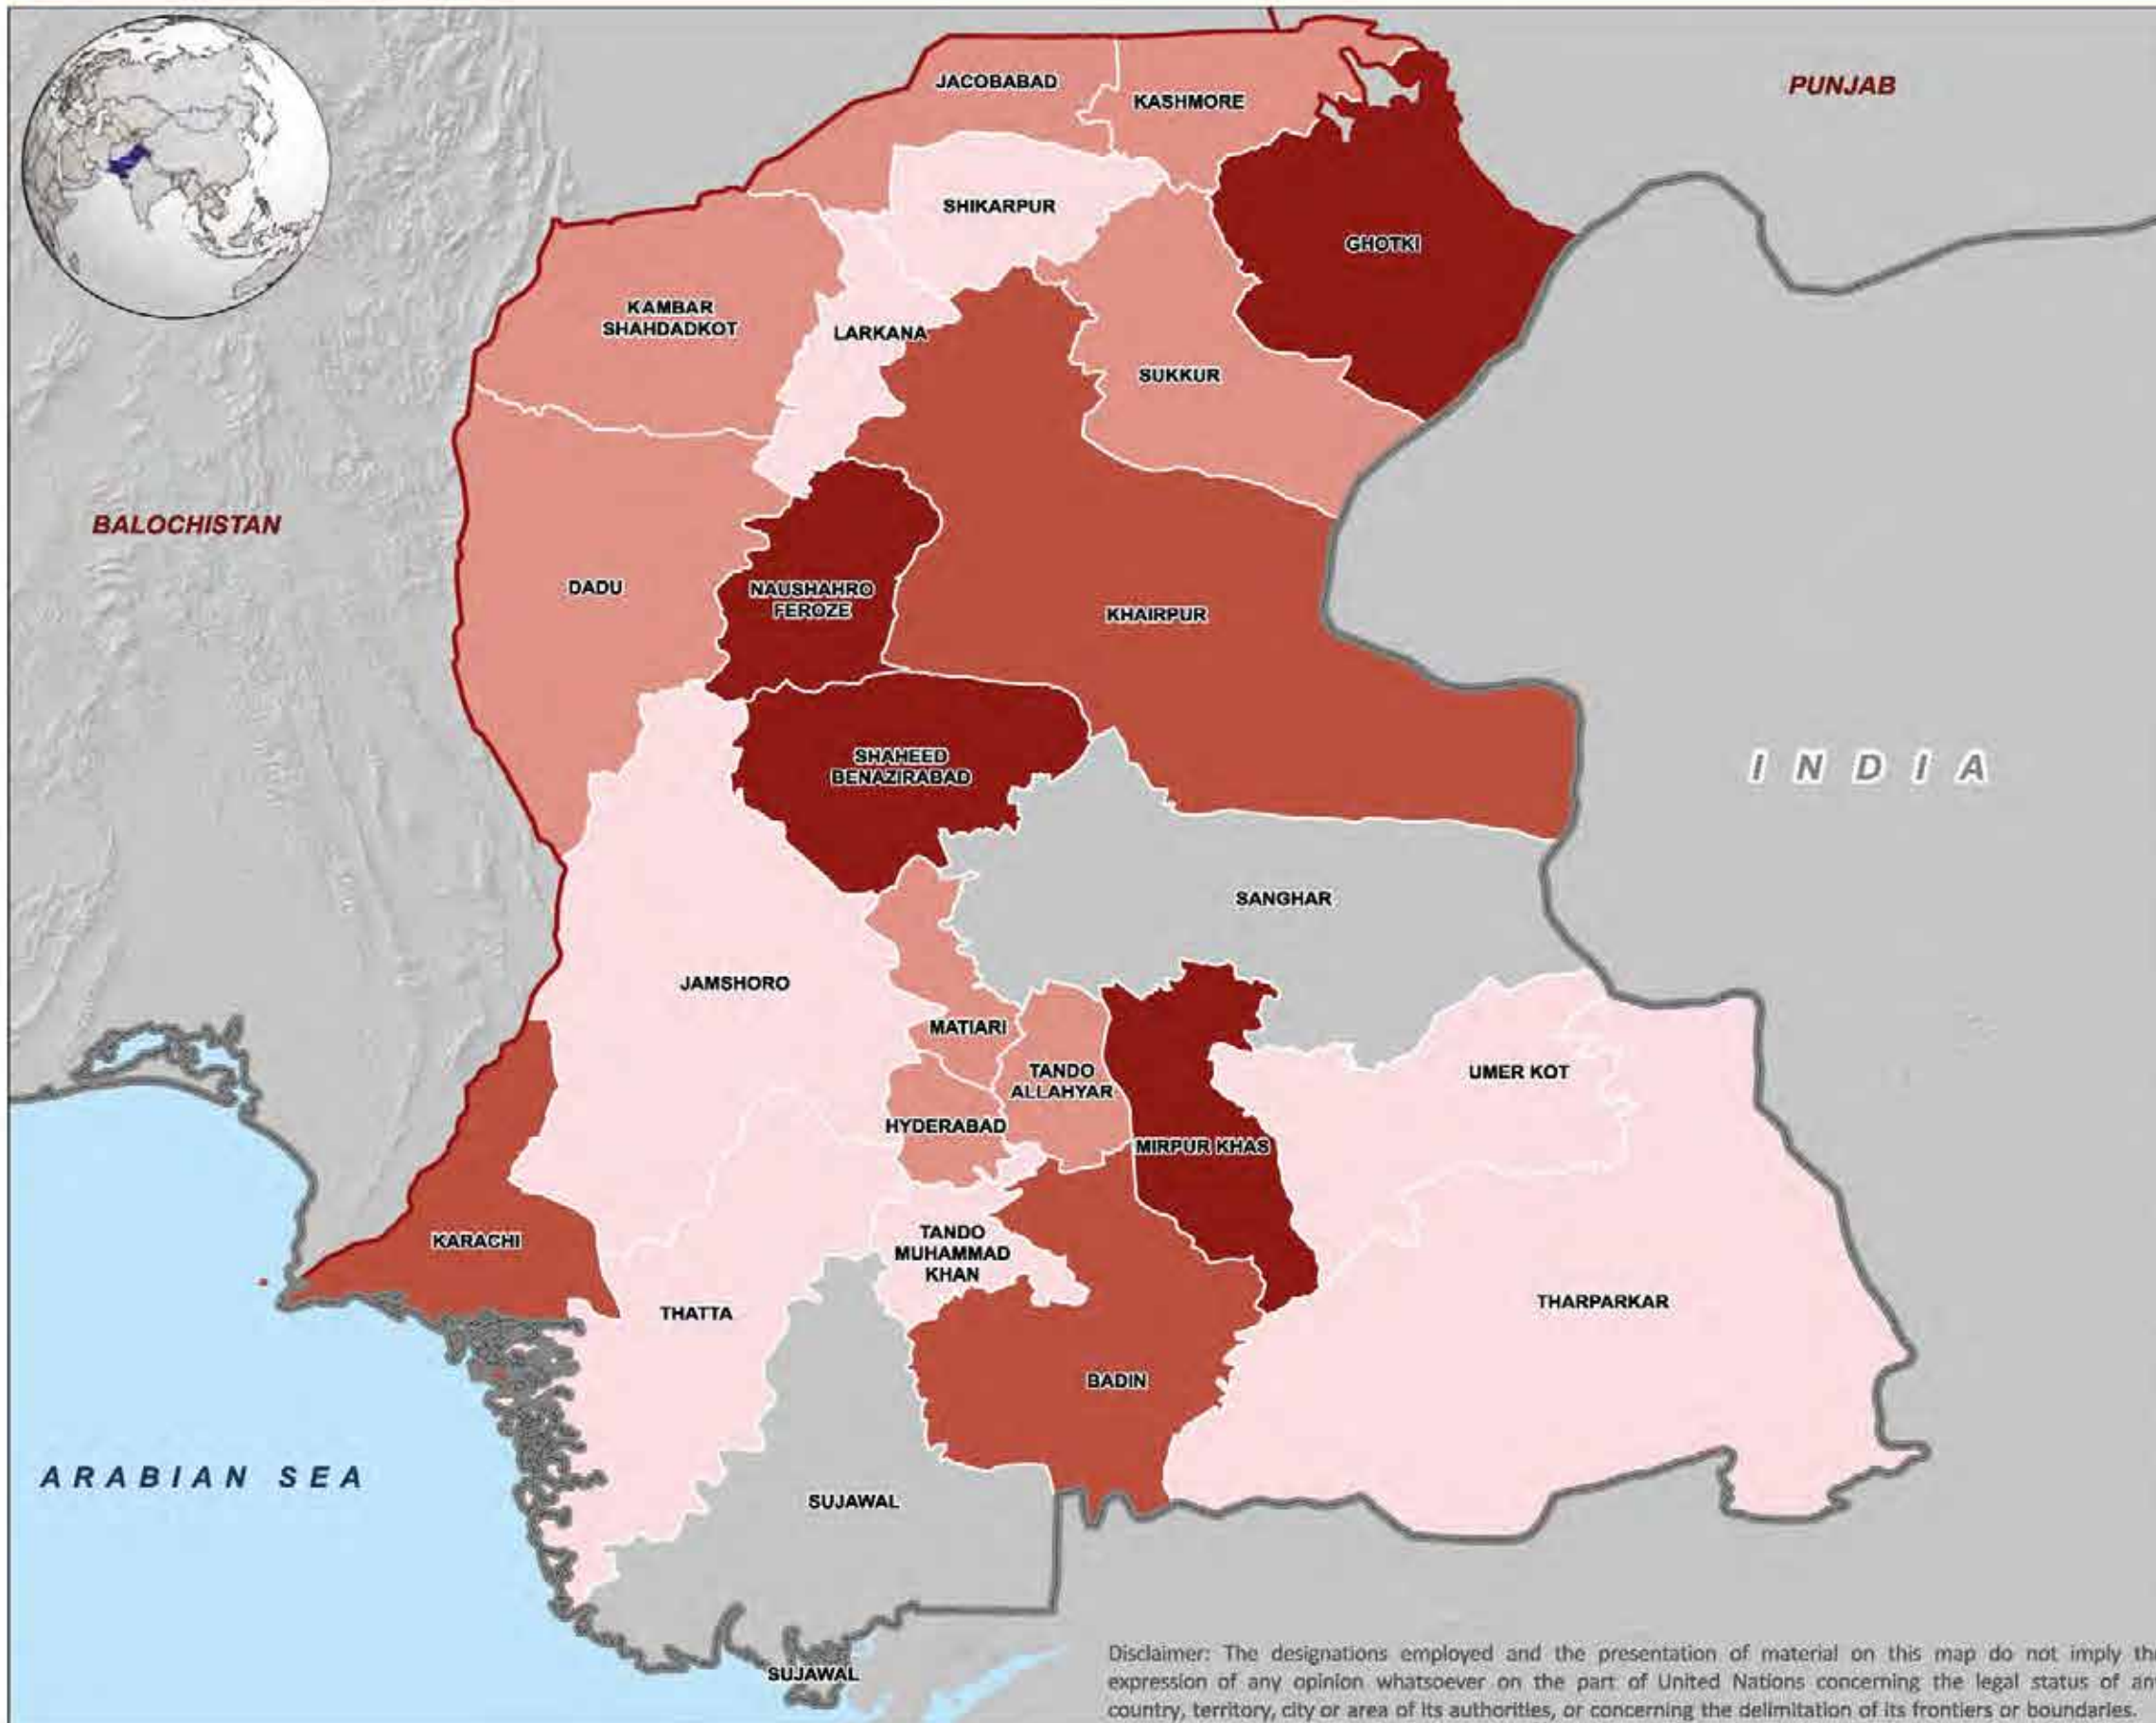 JACOBABAD
KASHMORE
PUNJAB
SHIKARPUR
GHOTKI
KAMBAR
SHAHDADKOT
LARKANA
SUKKUR
BALOCHISTAN
DADU
NAUSHAHRO
FEROZE
KHAIRPUR
SHAHEED
BENAZIRABAD
INDIA
SANGHAR
JAMSHORO
MATIARI
TANDO
ALLAHYAR
UMER KOT
HYDERABAD
MIRPUR KHAS
KARACHI
TANDO
MUHAMMAD
KHAN
THATTA
THARPARKAR
BADIN
ARABIAN SEA
SUJAWAL
SUJAWAL
Disclaimer: The designations employed and the presentation of material on this map do not imply th
expression of any opinion whatsoever on the part of United Nations concerning the legal status of an
country, territory, city or area of its authorities, or concerning the delimitation of its frontiers or boundaries.